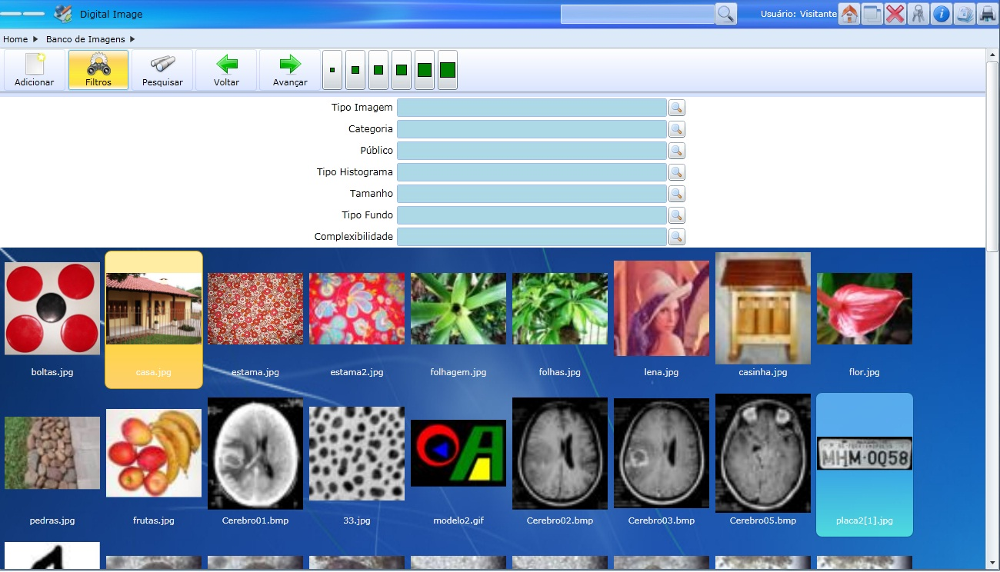 Digital Image
Usuário: Visitante
Home
Banco de Imagens
Adicionar
Filtros
Pesquisar
Voltar
Avançar
Tipo Imagem
Categoria
Público
Tipo Histograma
Tamanho
Tipo Fundo
Complexibilidade
boltas.jpg
casa.jpg
estama.jpg
estama2.jpg
folhagem.jpg
folhas.jpg
lena.jpg
casinha.jpg
flor.jpg
MHM·0058
pedras.jpg
frutas.jpg
Cerebro01.bmp
33.jpg
modelo2.gif
Cerebro02.bmp
Cerebro03.bmp
Cerebro05.bmp
placa2[1].jpg